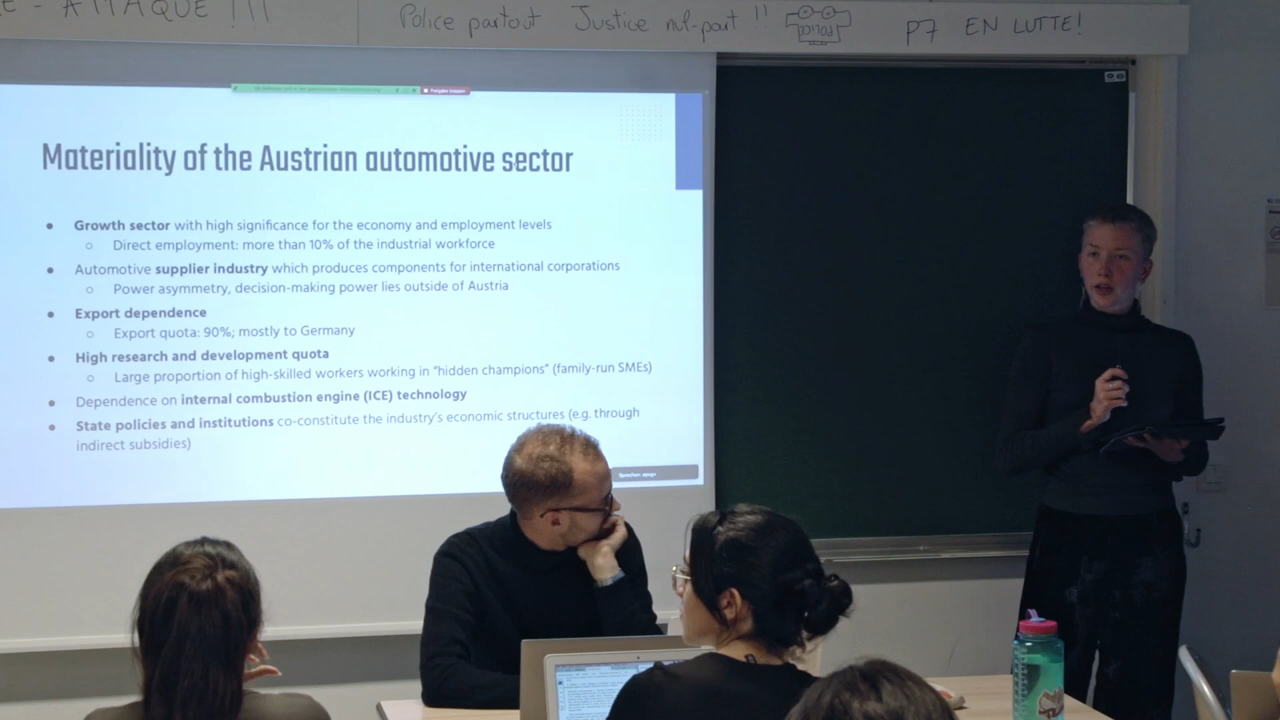 E - ATTAQUE !!!
Police partout Justice nul-part !! POLICE P7 EN LUTTE!
Materiality of the Austrian automotive sector
Growth sector with high significance for the economy and employment levels
Direct employment: more than 10% of the industrial workforce
Automotive supplier industry which produces components for international corporations
Power asymmetry, decision-making power lies outside of Austria
Export dependence
Export quota: 90%; mostly to Germany
High research and development quota
Large proportion of high-skilled workers working in "hidden champions" (family-run SMEs)
Dependence on internal combustion engine (ICE) technology
State policies and institutions co-constitute the industry's economic structures (e.g. through
indirect subsidies)